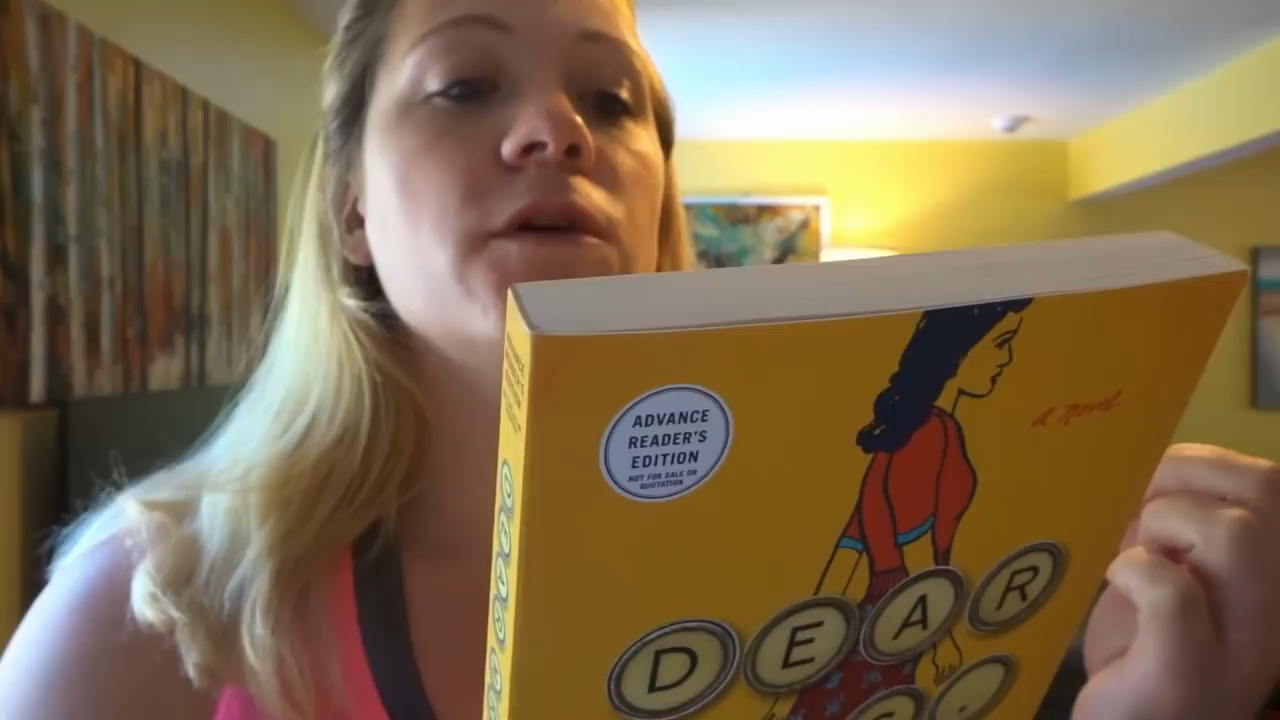 ADVANCE
READER'S
EDITION
NOT FOR SALE OR
QUOTATION
a novel
DEAR